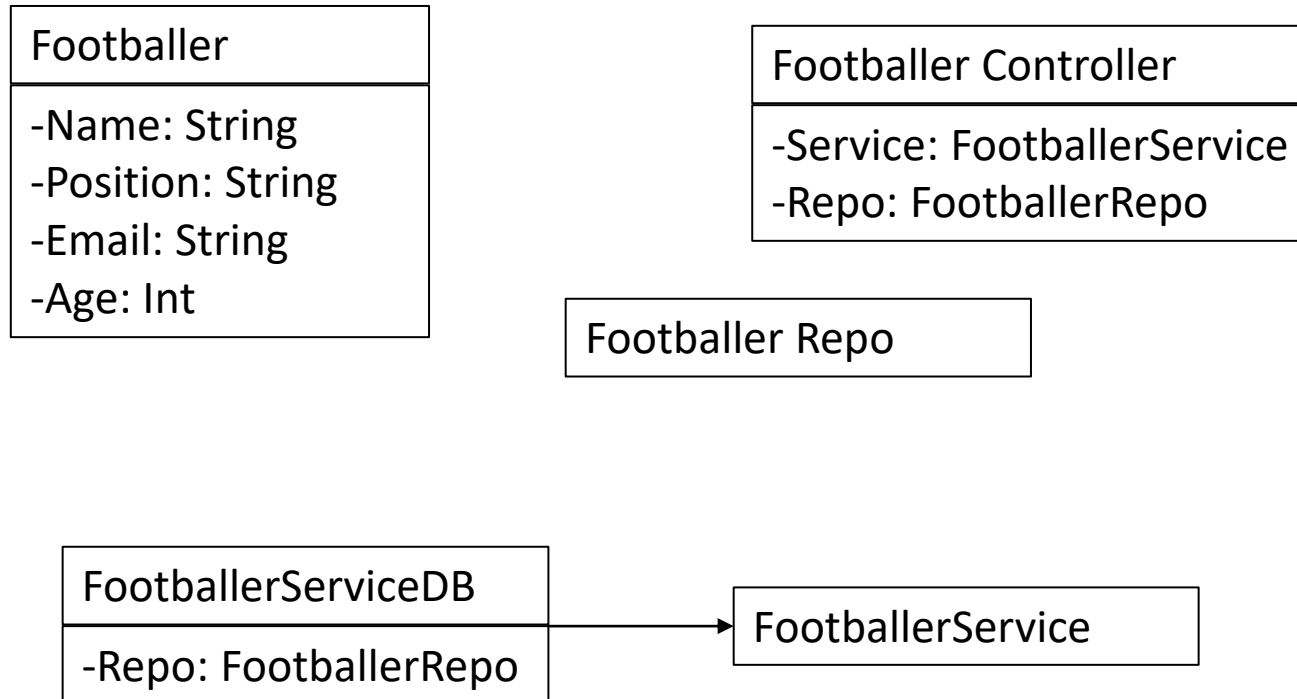 Footballer
-Name: String
-Position: String
-Email: String
-Age: Int
Footballer Controller
-Service: FootballerService
-Repo: FootballerRepo
Footballer Repo
FootballerServiceDB
-Repo: FootballerRepo
FootballerService